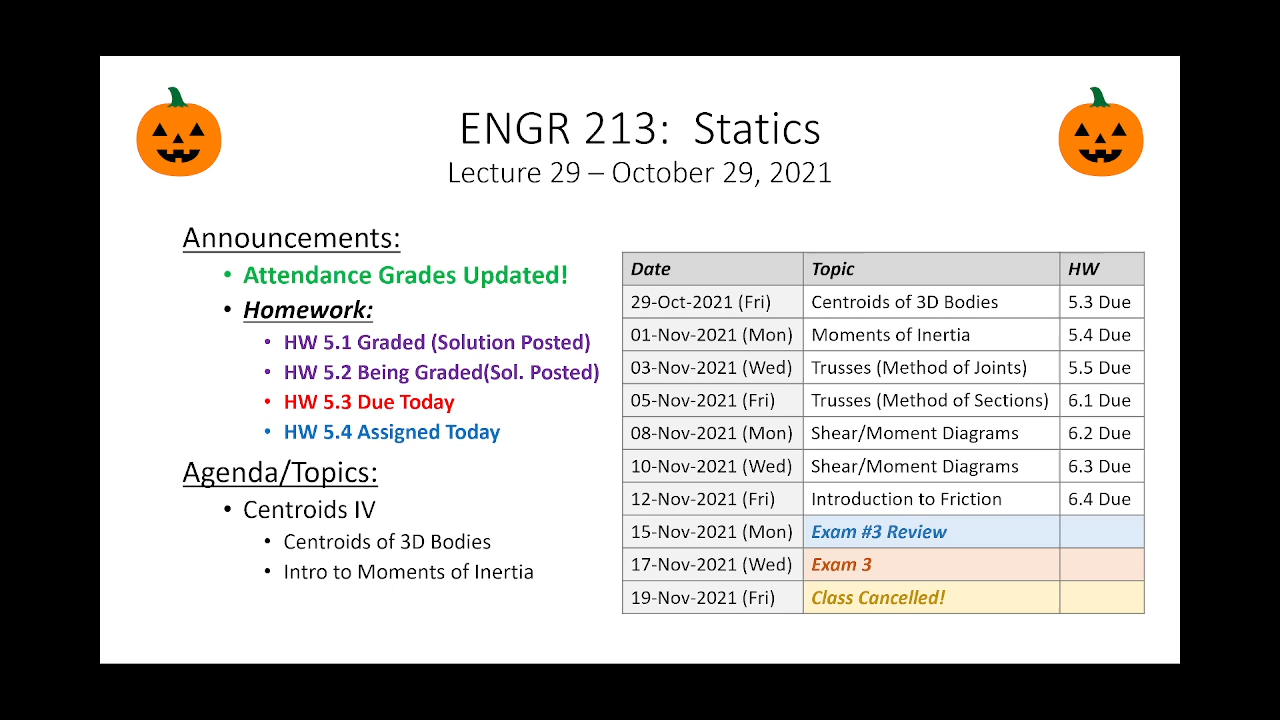 ENGR 213:  Statics
Lecture 29 – October 29, 2021
Announcements:
• Attendance Grades Updated!
• Homework:
• HW 5.1 Graded (Solution Posted)
• HW 5.2 Being Graded(Sol. Posted)
• HW 5.3 Due Today
• HW 5.4 Assigned Today
Agenda/Topics:
• Centroids IV
• Centroids of 3D Bodies
• Intro to Moments of Inertia
Date Topic HW
29-Oct-2021 (Fri) Centroids of 3D Bodies 5.3 Due
01-Nov-2021 (Mon) Moments of Inertia 5.4 Due
03-Nov-2021 (Wed) Trusses (Method of Joints) 5.5 Due
05-Nov-2021 (Fri) Trusses (Method of Sections) 6.1 Due
08-Nov-2021 (Mon) Shear/Moment Diagrams 6.2 Due
10-Nov-2021 (Wed) Shear/Moment Diagrams 6.3 Due
12-Nov-2021 (Fri) Introduction to Friction 6.4 Due
15-Nov-2021 (Mon) Exam #3 Review
17-Nov-2021 (Wed) Exam 3
19-Nov-2021 (Fri) Class Cancelled!